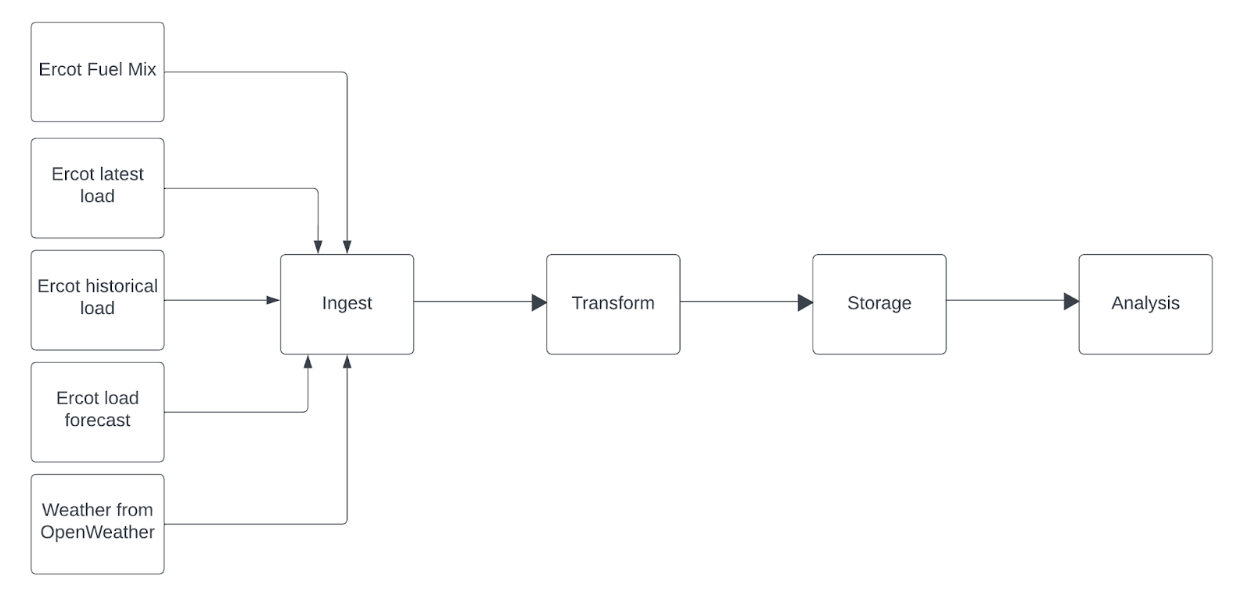 Ercot Fuel Mix
Ercot latest
load
Ercot historical
load
Ercot load
forecast
Weather from
OpenWeather
Ingest
Transform
Storage
Analysis